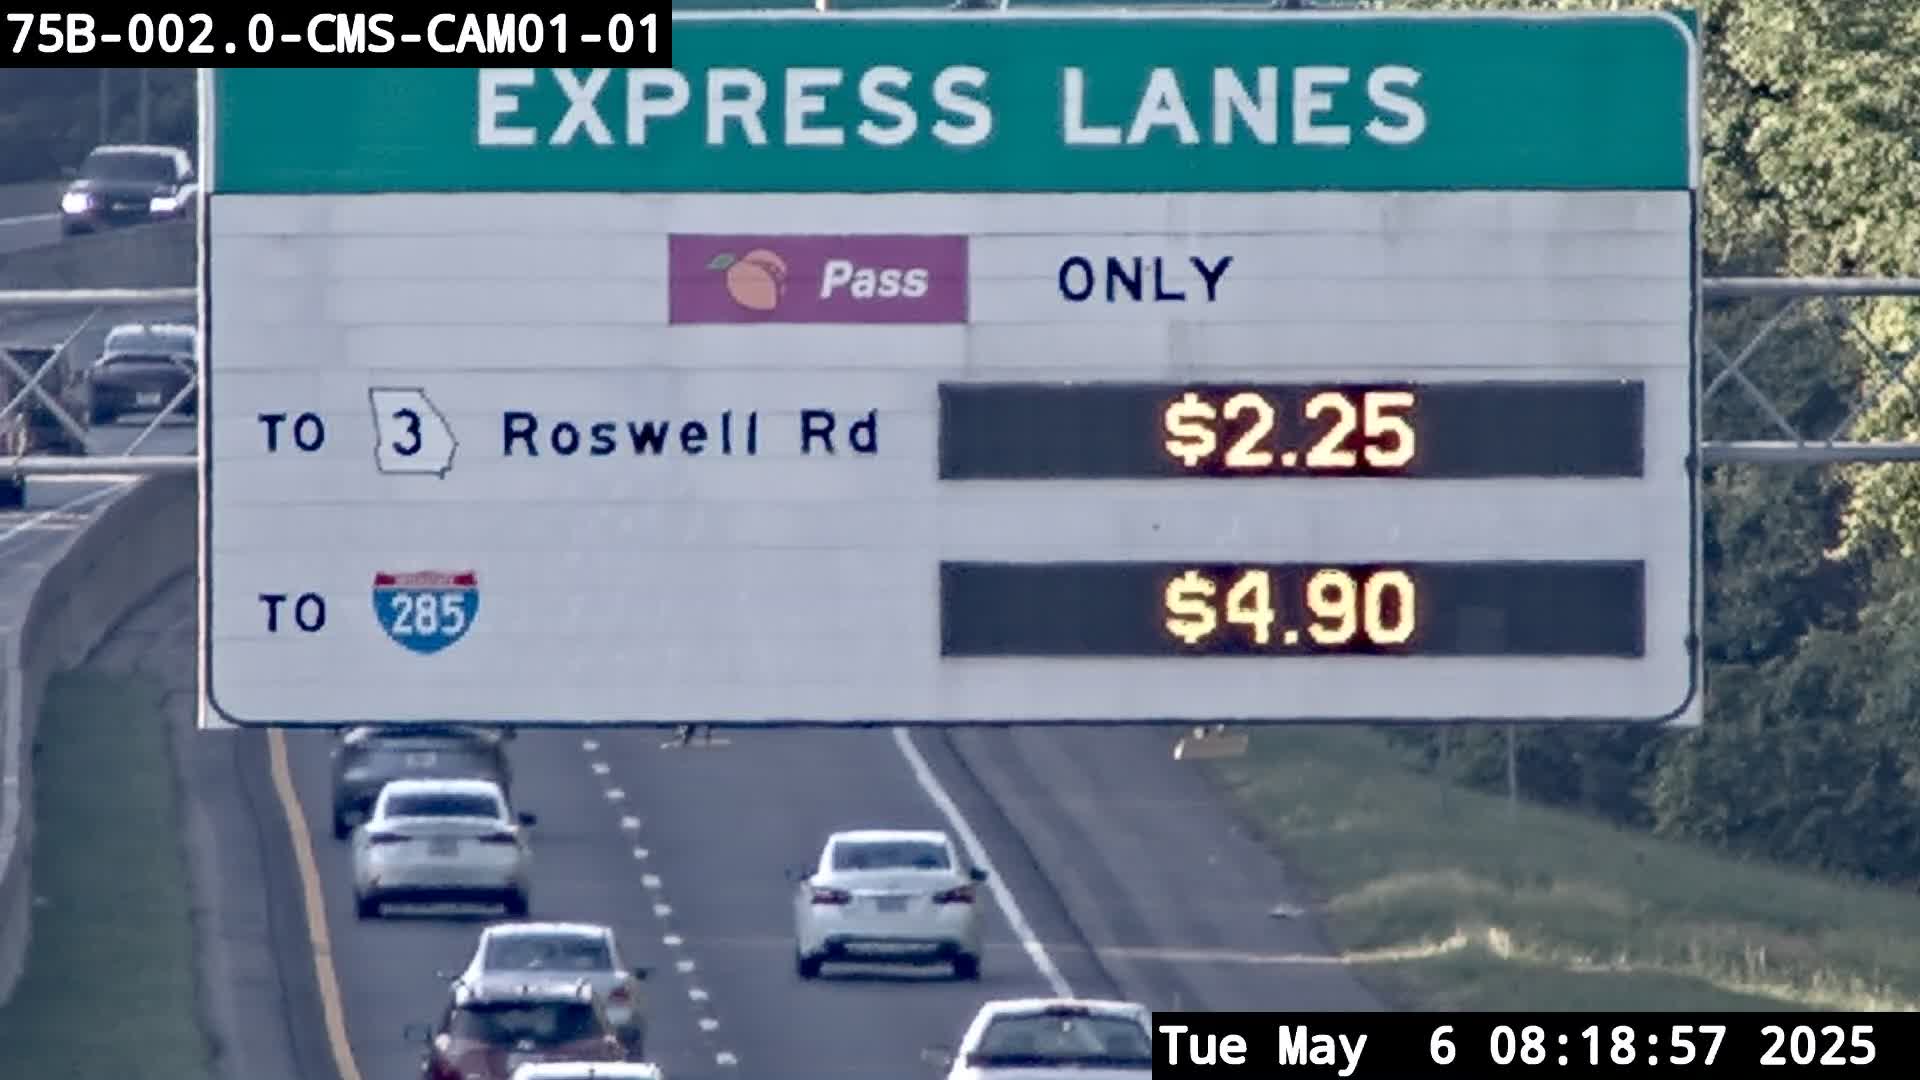 75B-002.0-CMS-CAM01-01
EXPRESS LANES
Pass ONLY
TO 3 Roswell Rd $2.25
TO 285 $4.90
Tue May 6 08:18:57 2025